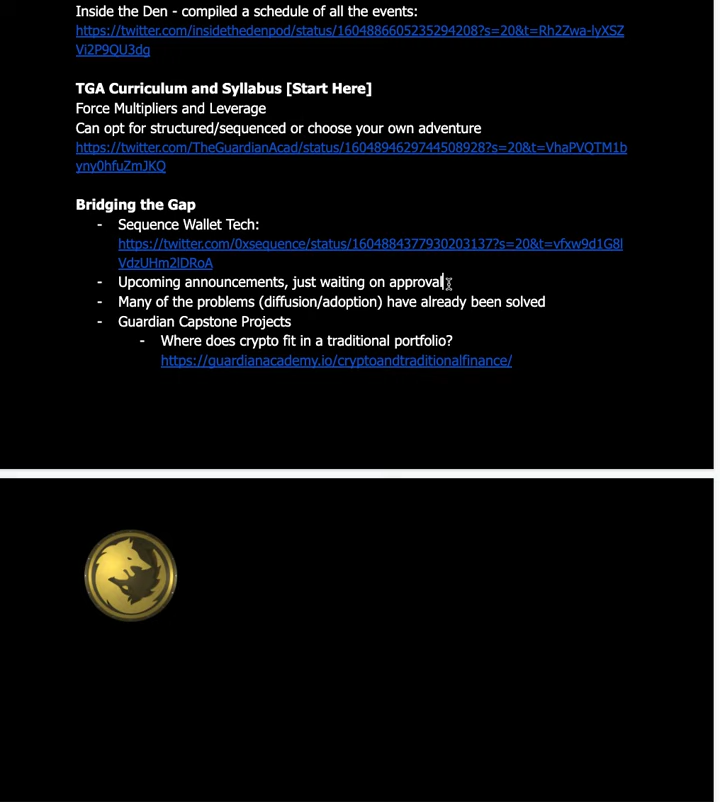 Inside the Den - compiled a schedule of all the events:
https://twitter.com/insidethedenpod/status/1604886605235294208?s=20&t=Rh2Zwa-lyXSZ
Vi2P9QU3dg
TGA Curriculum and Syllabus [Start Here]
Force Multipliers and Leverage
Can opt for structured/sequenced or choose your own adventure
https://twitter.com/TheGuardianAcad/status/1604894629744508928?s=20&t=VhaPVQTM1b
yny0hfuZmJKQ
Bridging the Gap
- Sequence Wallet Tech:
https://twitter.com/0xsequence/status/1604884377930203137?s=20&t=vfxw9d1G8l
VdzUHm2lDRoA
- Upcoming announcements, just waiting on approval
- Many of the problems (diffusion/adoption) have already been solved
- Guardian Capstone Projects
- Where does crypto fit in a traditional portfolio?
https://guardianacademy.io/cryptoandtraditionalfinance/